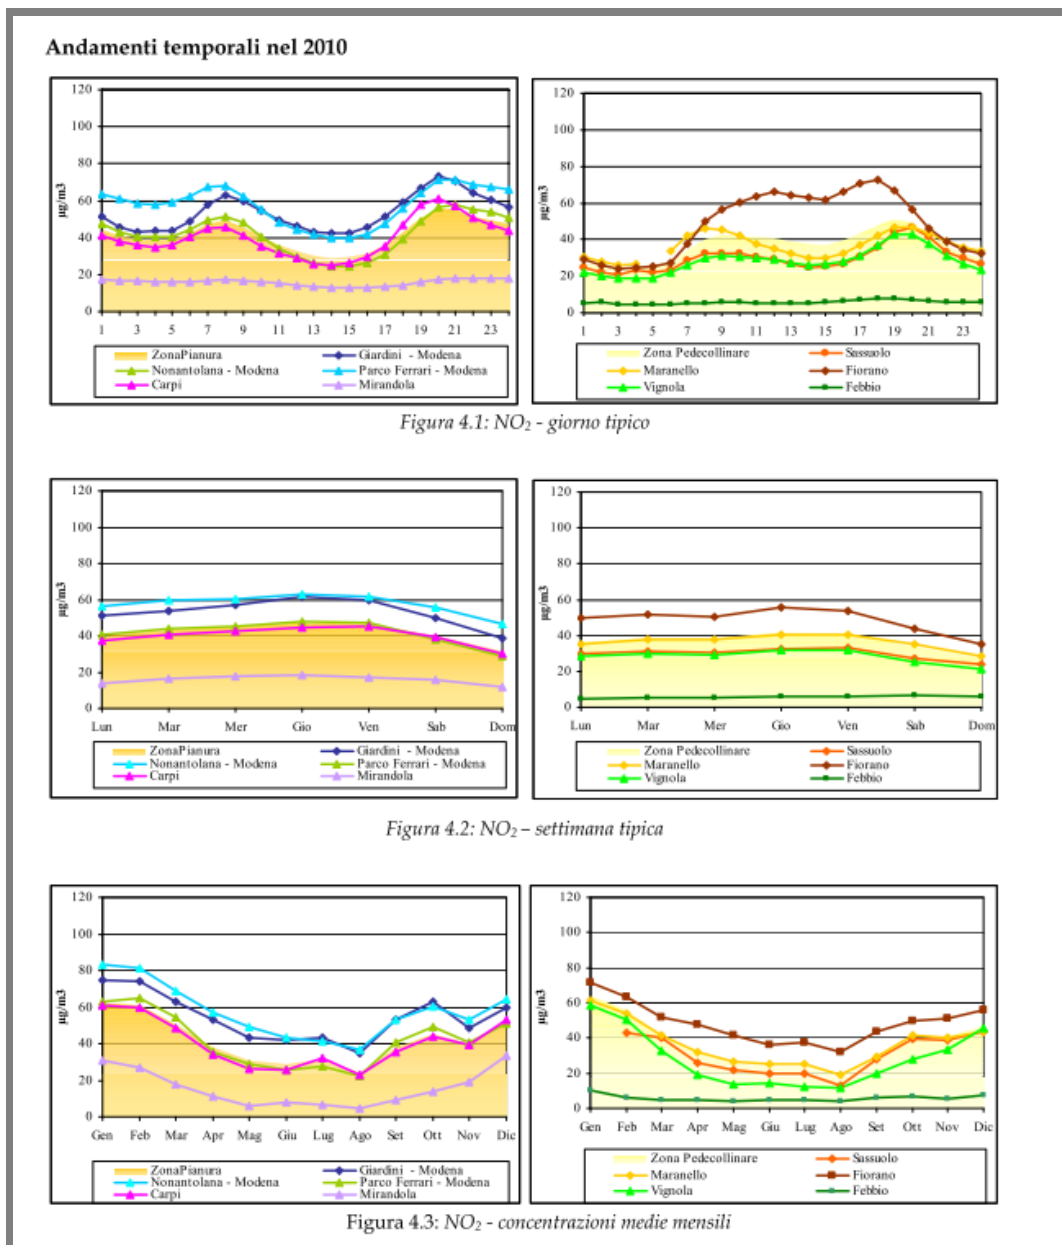 Andamenti temporali nel 2010
120
100
80
60
40
20
0
µg/m3
1 3 5 7 9 11 13 15 17 19 21 23
ZonaPianura Giardini - Modena
Nonantolana - Modena Parco Ferrari - Modena
Carpi Mirandola
120
100
80
60
40
20
0
µg/m3
1 3 5 7 9 11 13 15 17 19 21 23
Zona Pedecollinare Sassuolo
Maranello Fiorano
Vignola Febbio
Figura 4.1: NO2 - giorno tipico
120
100
80
60
40
20
0
µg/m3
Lun Mar Mer Gio Ven Sab Dom
ZonaPianura Giardini - Modena
Nonantolana - Modena Parco Ferrari - Modena
Carpi Mirandola
120
100
80
60
40
20
0
µg/m3
Lun Mar Mer Gio Ven Sab Dom
Zona Pedecollinare Sassuolo
Maranello Fiorano
Vignola Febbio
Figura 4.2: NO2 – settimana tipica
120
100
80
60
40
20
0
µg/m3
Gen Feb Mar Apr Mag Giu Lug Ago Set Ott Nov Dic
ZonaPianura Giardini - Modena
Nonantolana - Modena Parco Ferrari - Modena
Carpi Mirandola
120
100
80
60
40
20
0
µg/m3
Gen Feb Mar Apr Mag Giu Lug Ago Set Ott Nov Dic
Zona Pedecollinare Sassuolo
Maranello Fiorano
Vignola Febbio
Figura 4.3: NO2 - concentrazioni medie mensili